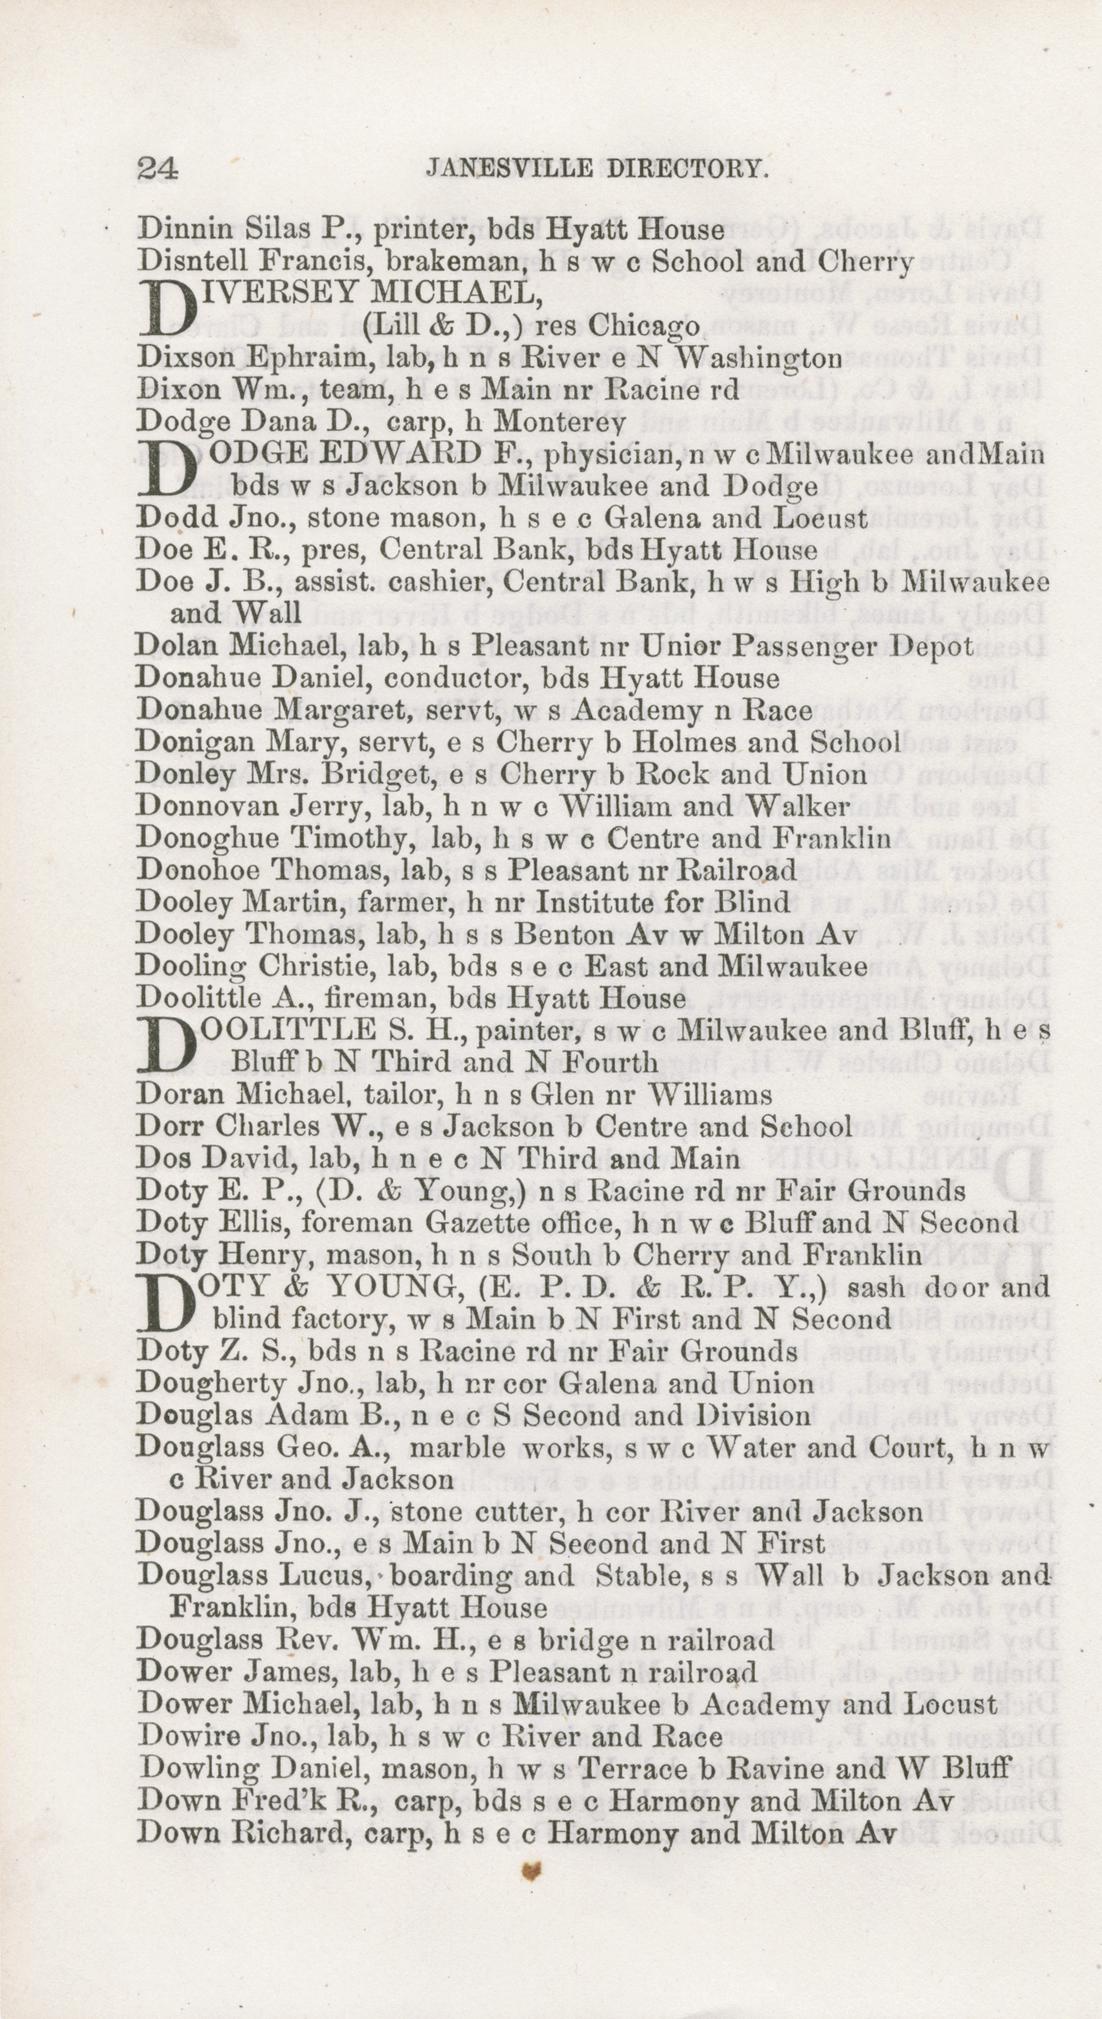 24 JANESVILLE DIRECTORY.
Dinnin Silas P., printer, bds Hyatt House
Disntell Francis, brakeman, h s w c School and Cherry
DIVERSEY MICHAEL,
(Lill & D.,) res Chicago
Dixson Ephraim, lab, h n s River e N Washington
Dixon Wm., team, h e s Main nr Racine rd
Dodge Dana D., carp, h Monterey
DODGE EDWARD F., physician, n w c Milwaukee and Main
bds w s Jackson b Milwaukee and Dodge
Dodd Jno., stone mason, h s e c Galena and Locust
Doe E. R., pres, Central Bank, bds Hyatt House
Doe J. B., assist. cashier, Central Bank, h w s High b Milwaukee
and Wall
Dolan Michael, lab, h s Pleasant nr Unior Passenger Depot
Donahue Daniel, conductor, bds Hyatt House
Donahue Margaret, servt, w s Academy n Race
Donigan Mary, servt, e s Cherry b Holmes and School
Donley Mrs. Bridget, e s Cherry b Rock and Union
Donnovan Jerry, lab, h n w c William and Walker
Donoghue Timothy, lab, h s w c Centre and Franklin
Donohoe Thomas, lab, s s Pleasant nr Railroad
Dooley Martin, farmer, h nr Institute for Blind
Dooley Thomas, lab, h s s Benton Av w Milton Av
Dooling Christie, lab, bds s e c East and Milwaukee
Doolittle A., fireman, bds Hyatt House
DOOLITTLE S. H., painter, s w c Milwaukee and Bluff, h e s
Bluff b N Third and N Fourth
Doran Michael, tailor, h n s Glen nr Williams
Dorr Charles W., e s Jackson b Centre and School
Dos David, lab, h n e c N Third and Main
Doty E. P., (D. & Young,) n s Racine rd nr Fair Grounds
Doty Ellis, foreman Gazette office, h n w c Bluff and N Second
Doty Henry, mason, h n s South b Cherry and Franklin
DOTY & YOUNG, (E. P. D. & R. P. Y.,) sash door and
blind factory, w s Main b N First and N Second
Doty Z. S., bds n s Racine rd nr Fair Grounds
Dougherty Jno., lab, h nr cor Galena and Union
Douglas Adam B., n e c S Second and Division
Douglass Geo. A., marble works, s w c Water and Court, h n w
c River and Jackson
Douglass Jno. J., stone cutter, h cor River and Jackson
Douglass Jno., e s Main b N Second and N First
Douglass Lucus, boarding and Stable, s s Wall b Jackson and
Franklin, bds Hyatt House
Douglass Rev. Wm. H., e s bridge n railroad
Dower James, lab, h e s Pleasant n railroad
Dower Michael, lab, h n s Milwaukee b Academy and Locust
Dowire Jno., lab, h s w c River and Race
Dowling Daniel, mason, h w s Terrace b Ravine and W Bluff
Down Fred'k R., carp, bds s e c Harmony and Milton Av
Down Richard, carp, h s e c Harmony and Milton Av